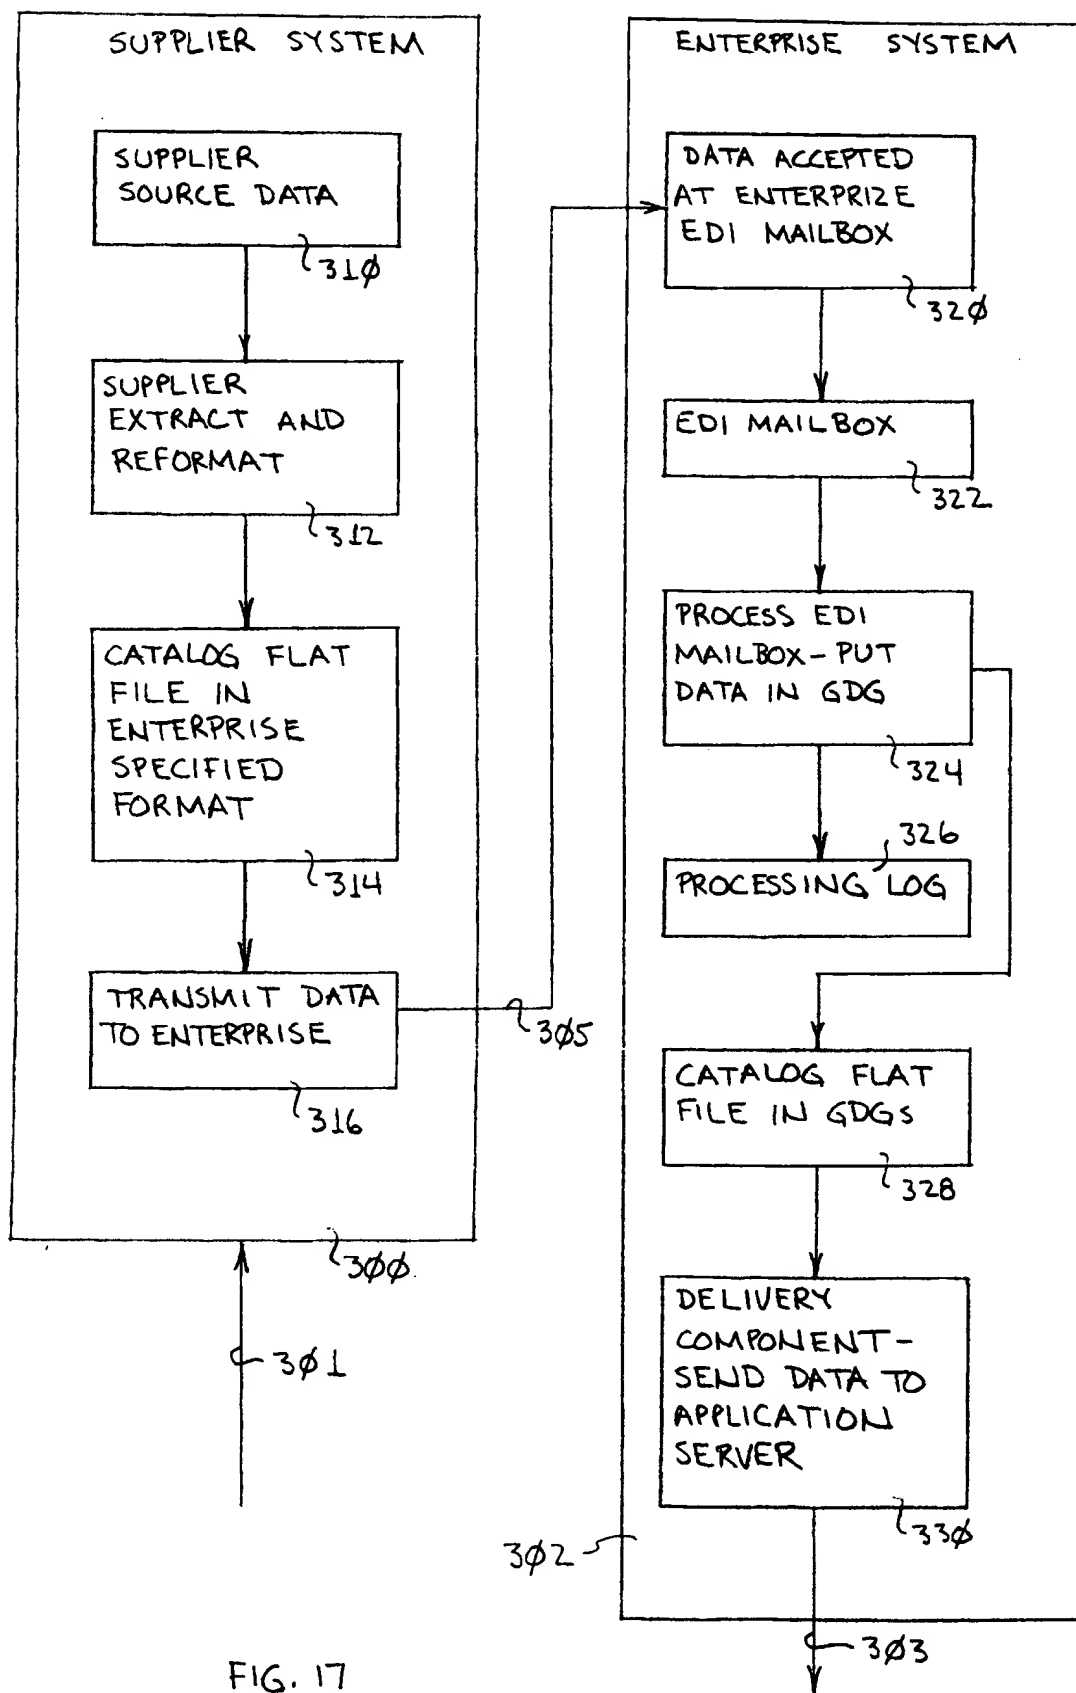 SUPPLIER SYSTEM
SUPPLIER
SOURCE DATA
310
SUPPLIER
EXTRACT AND
REFORMAT
312
CATALOG FLAT
FILE IN
ENTERPRISE
SPECIFIED
FORMAT
314
TRANSMIT DATA
TO ENTERPRISE
316
300
301
305
ENTERPRISE SYSTEM
DATA ACCEPTED
AT ENTERPRIZE
EDI MAILBOX
320
EDI MAILBOX
322
PROCESS EDI
MAILBOX-PUT
DATA IN GDG
324
326
PROCESSING LOG
CATALOG FLAT
FILE IN GDGs
328
DELIVERY
COMPONENT-
SEND DATA TO
APPLICATION
SERVER
330
302
303
FIG. 17